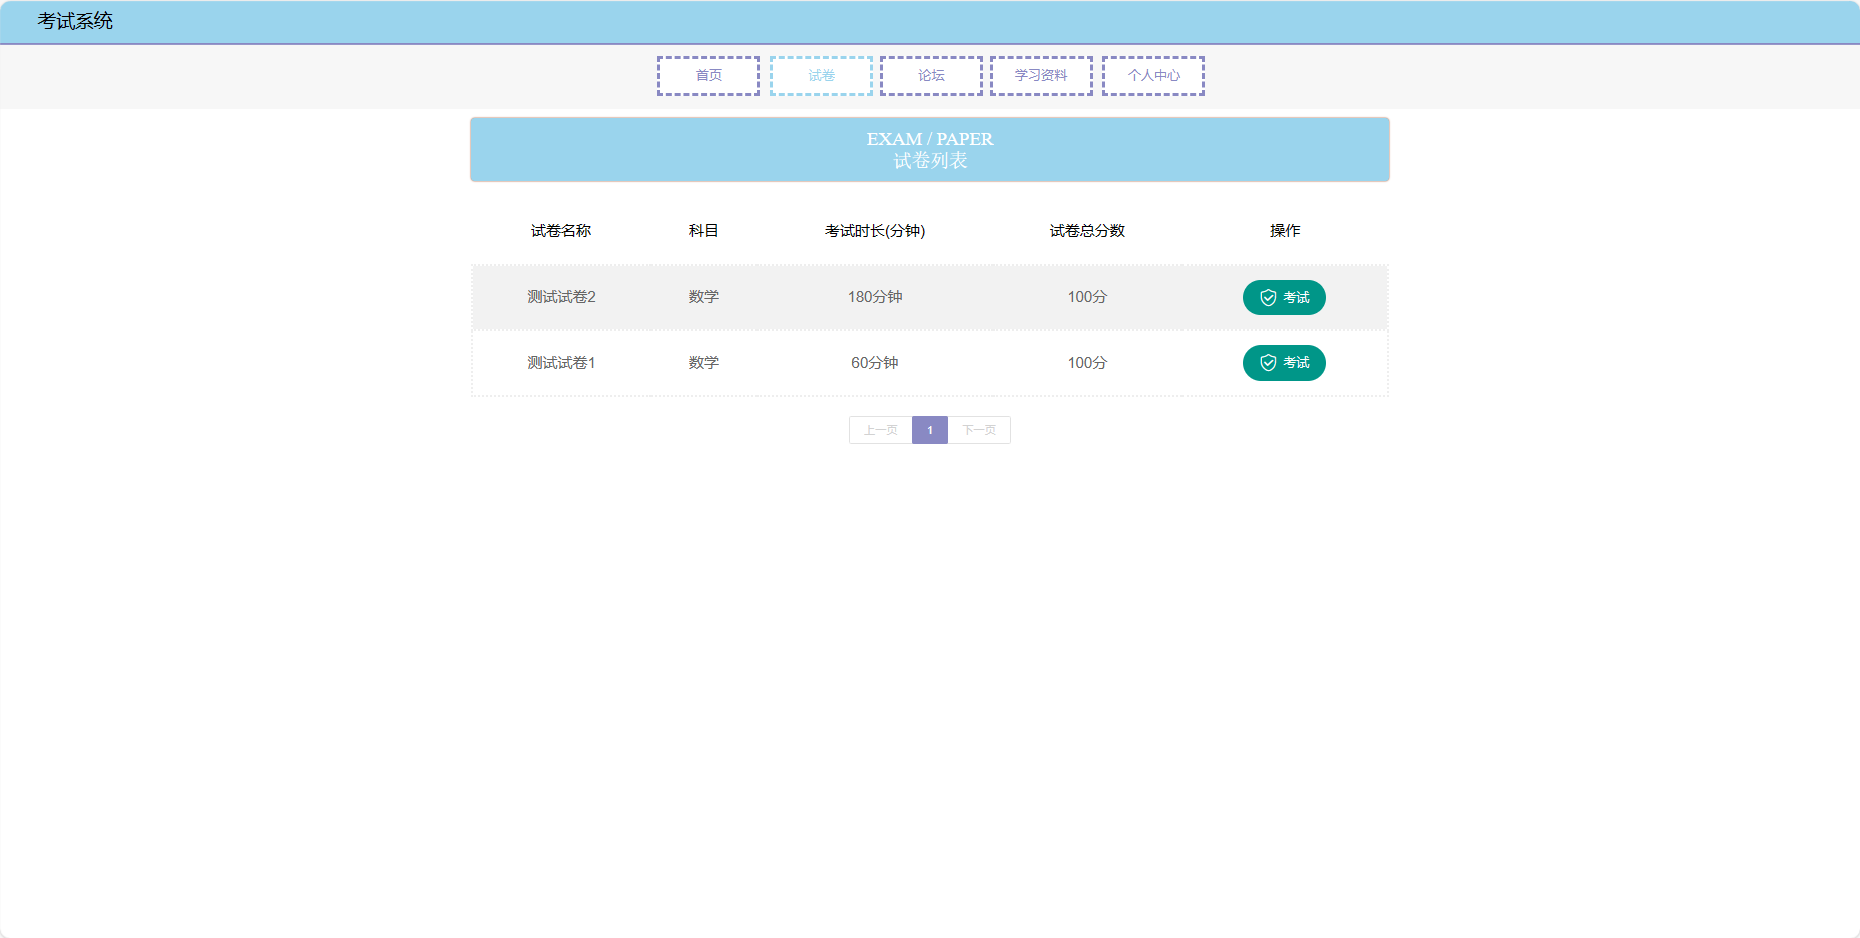 考试系统
首页 试卷 论坛 学习资料 个人中心
EXAM / PAPER
试卷列表
试卷名称 科目 考试时长(分钟) 试卷总分数 操作
测试试卷2 数学 180分钟 100分 考试
测试试卷1 数学 60分钟 100分 考试
上一页 1 下一页